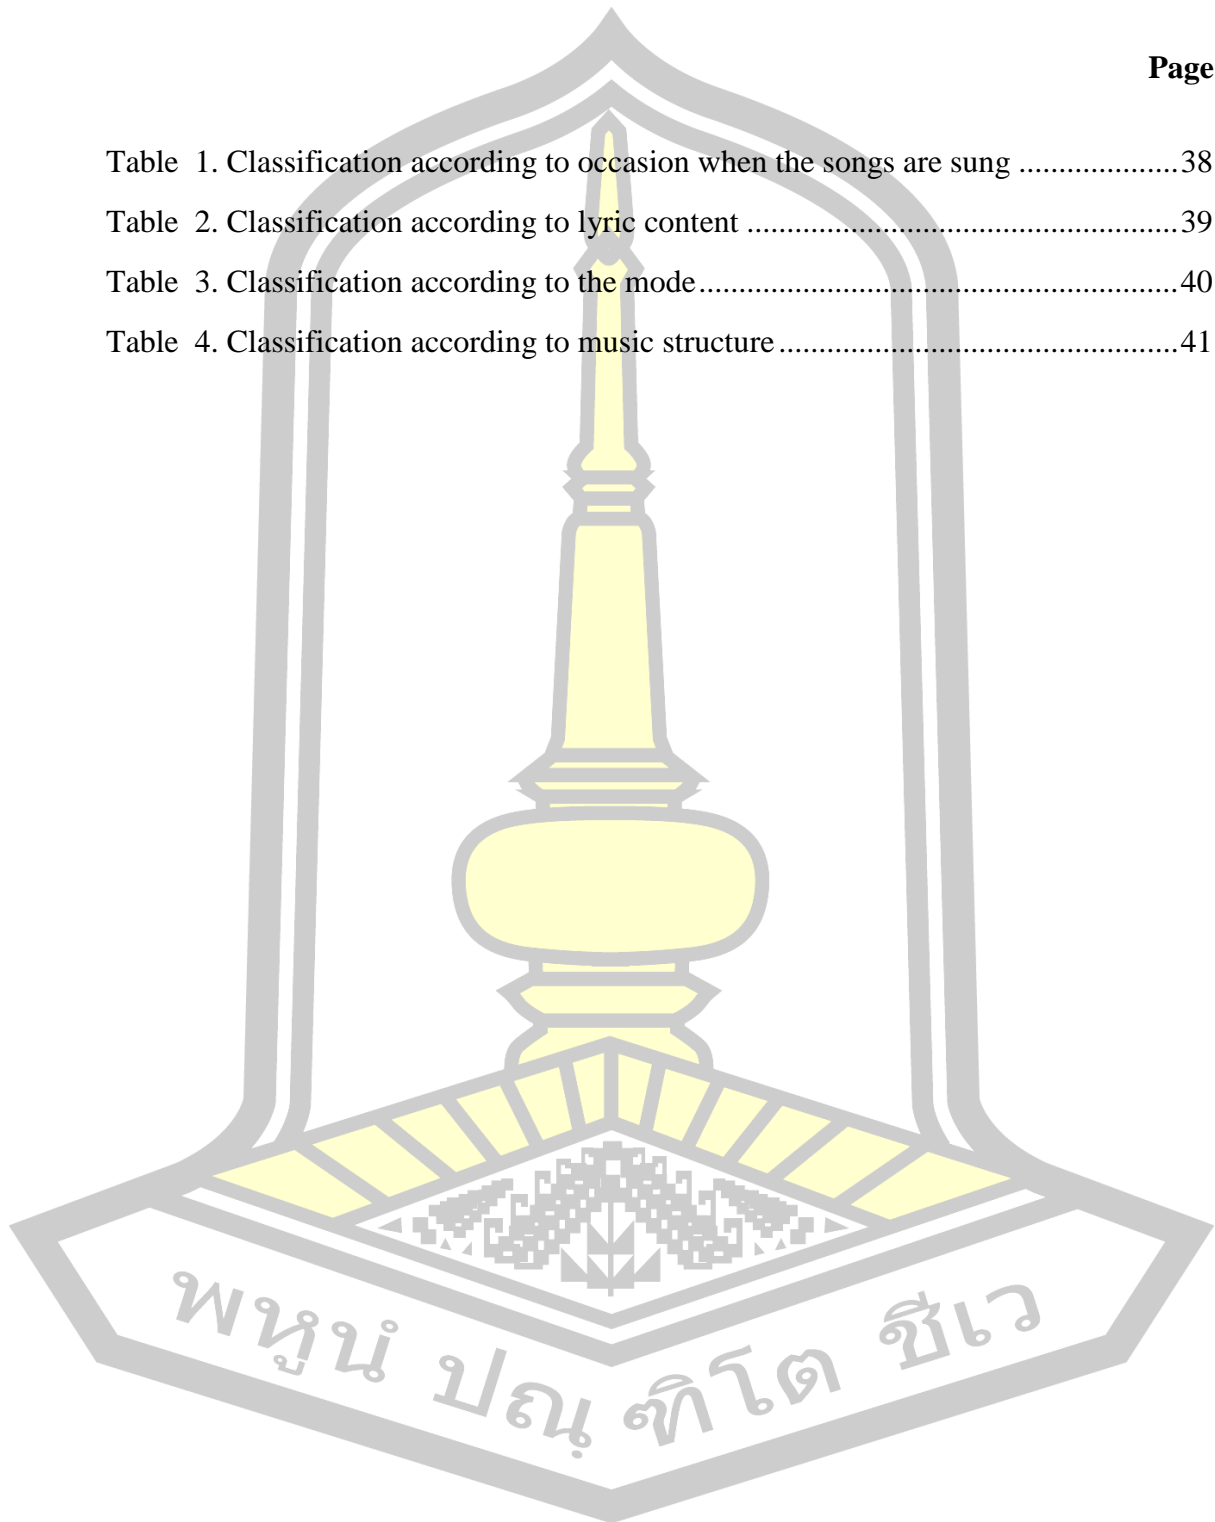 Page
Table 1. Classification according to occasion when the songs are sung ....................38
Table 2. Classification according to lyric content ......................................................39
Table 3. Classification according to the mode............................................................40
Table 4. Classification according to music structure ..................................................41
พหูนํ ปณฺฑิโต ชีเว